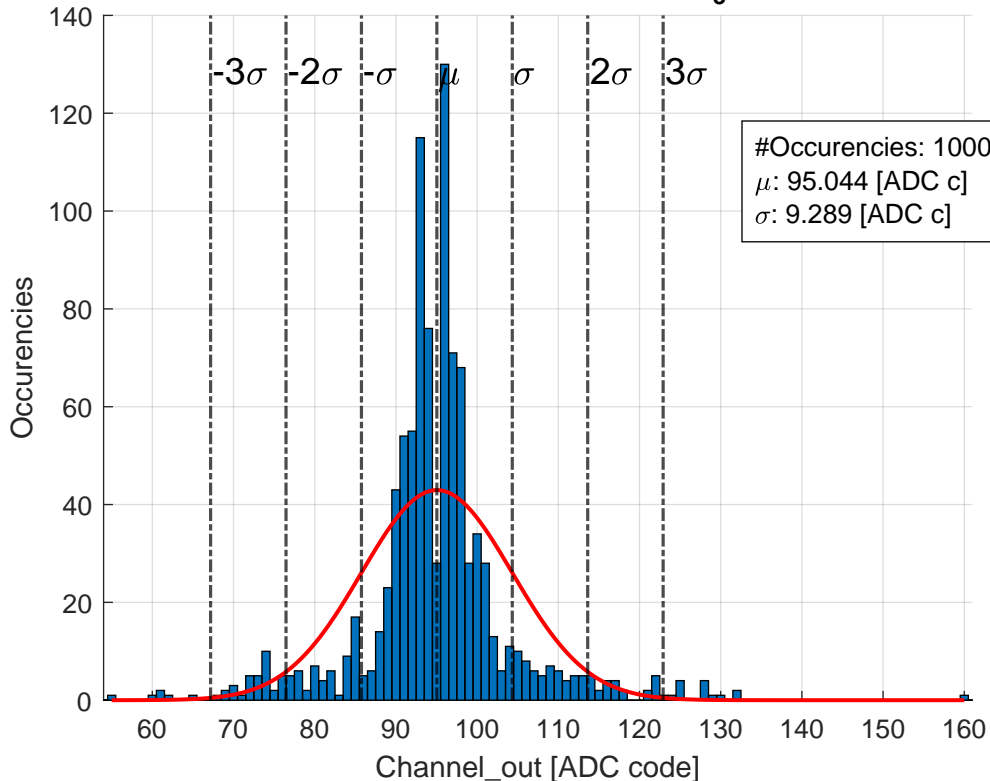 140
120
100
80
60
40
20
0
Occurencies
-3σ -2σ -σ μ σ 2σ 3σ
#Occurencies: 1000
μ: 95.044 [ADC c]
σ: 9.289 [ADC c]
60 70 80 90 100 110 120 130 140 150 160
Channel_out [ADC code]